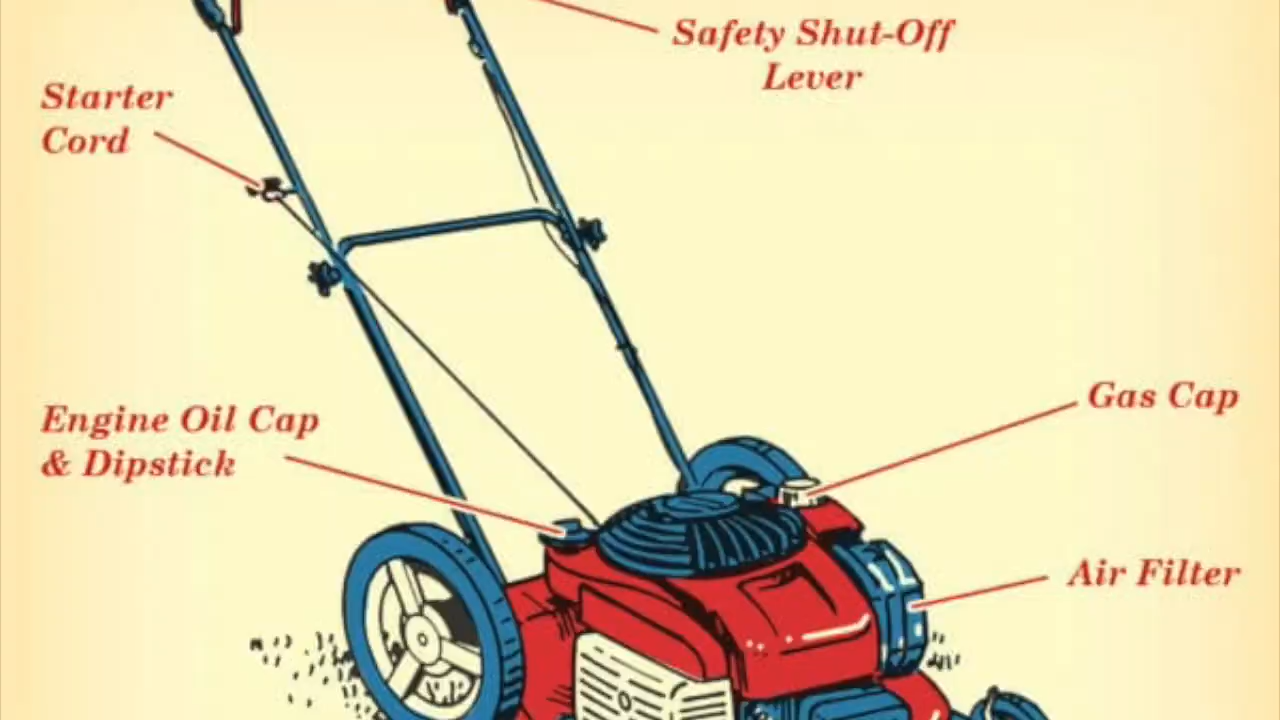 Safety Shut-Off
Lever
Starter
Cord
Gas Cap
Engine Oil Cap
& Dipstick
Air Filter